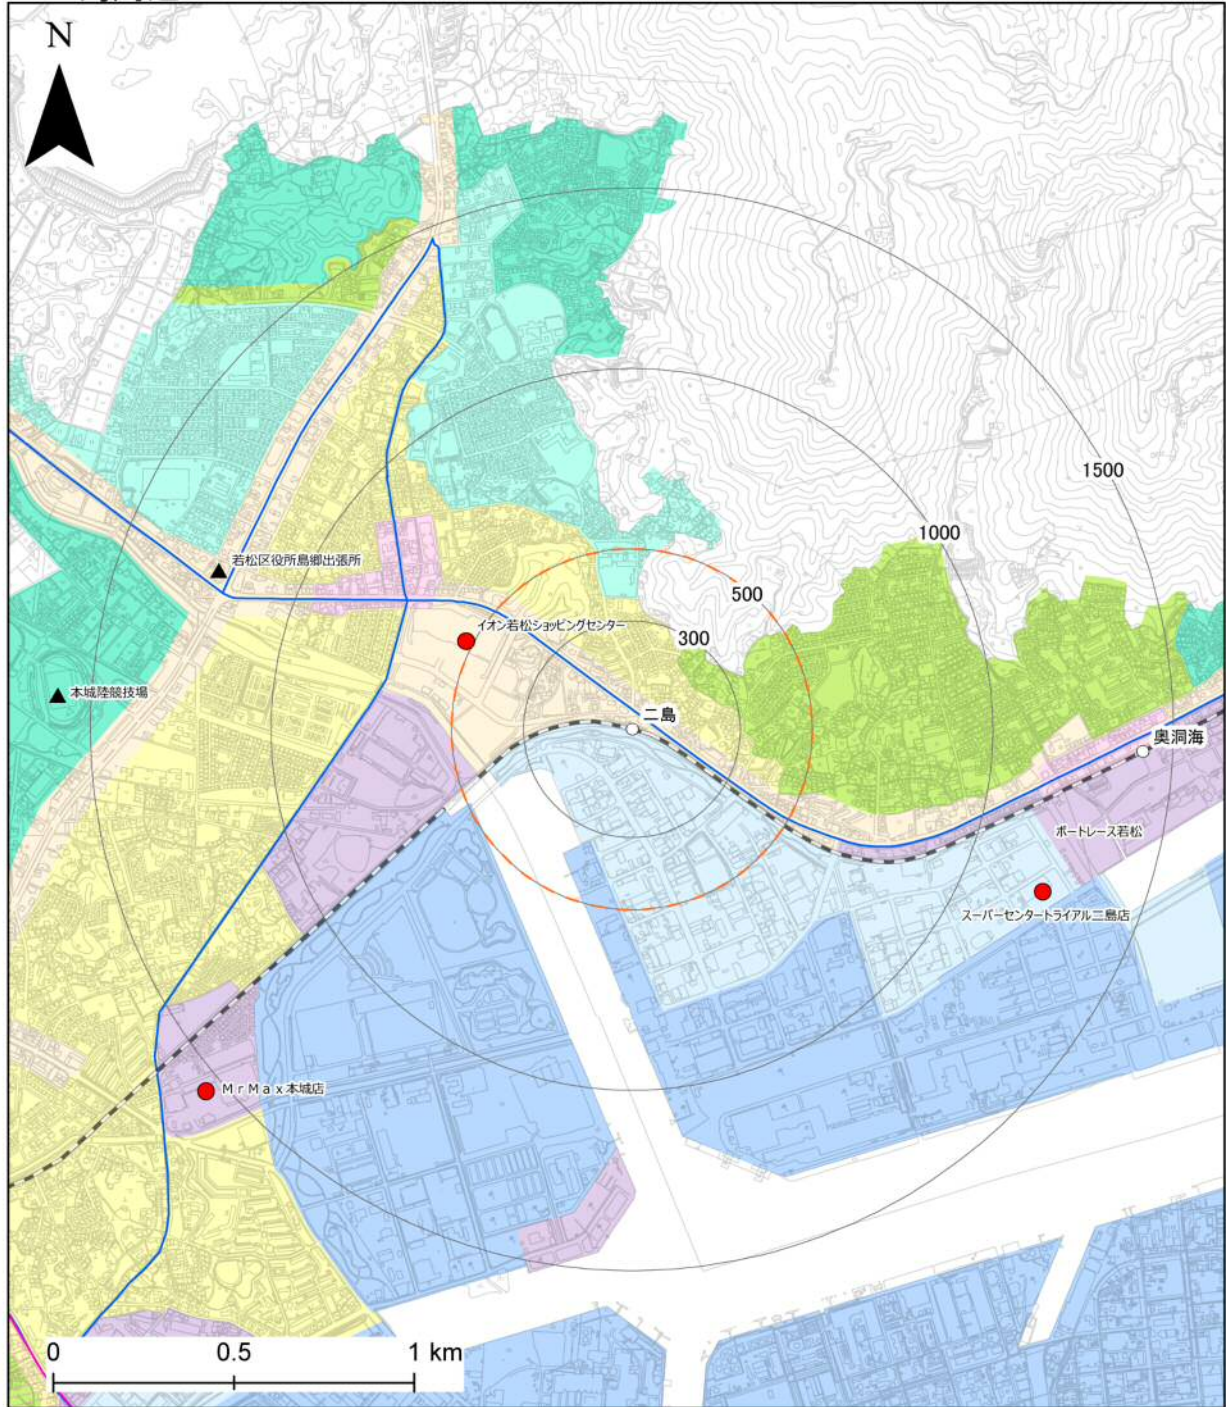 N
1500
1000
若松区役所島郷出張所
500
イオン若松ショッピングセンター
300
本城陸競技場
二島
奥洞海
ボートレース若松
スーパーセンタートライアル二島店
ＭｒＭａｘ本城店
0 0.5 1 km